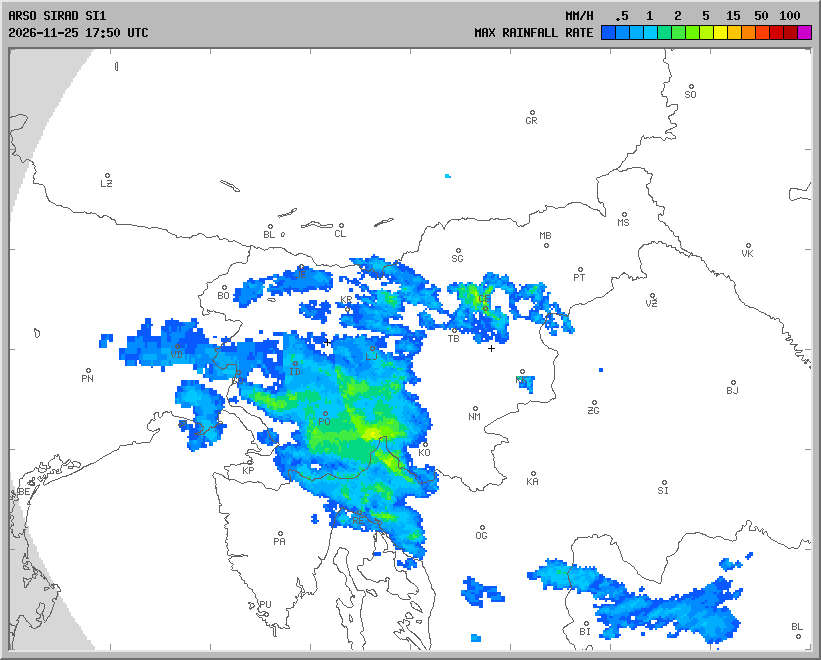 ARSO SIRAD SI1
MM/H .5 1 2 5 15 50 100
2026-11-25 17:50 UTC
MAX RAINFALL RATE
SO
GR
LZ
MS
BL
CL
MB
SG
VK
PT
BO
KR
CE
VZ
TB
LJ
ID
PN
BJ
PO
NM
ZG
KO
KP
KA
SI
BE
OG
PA
PU
BI
BL